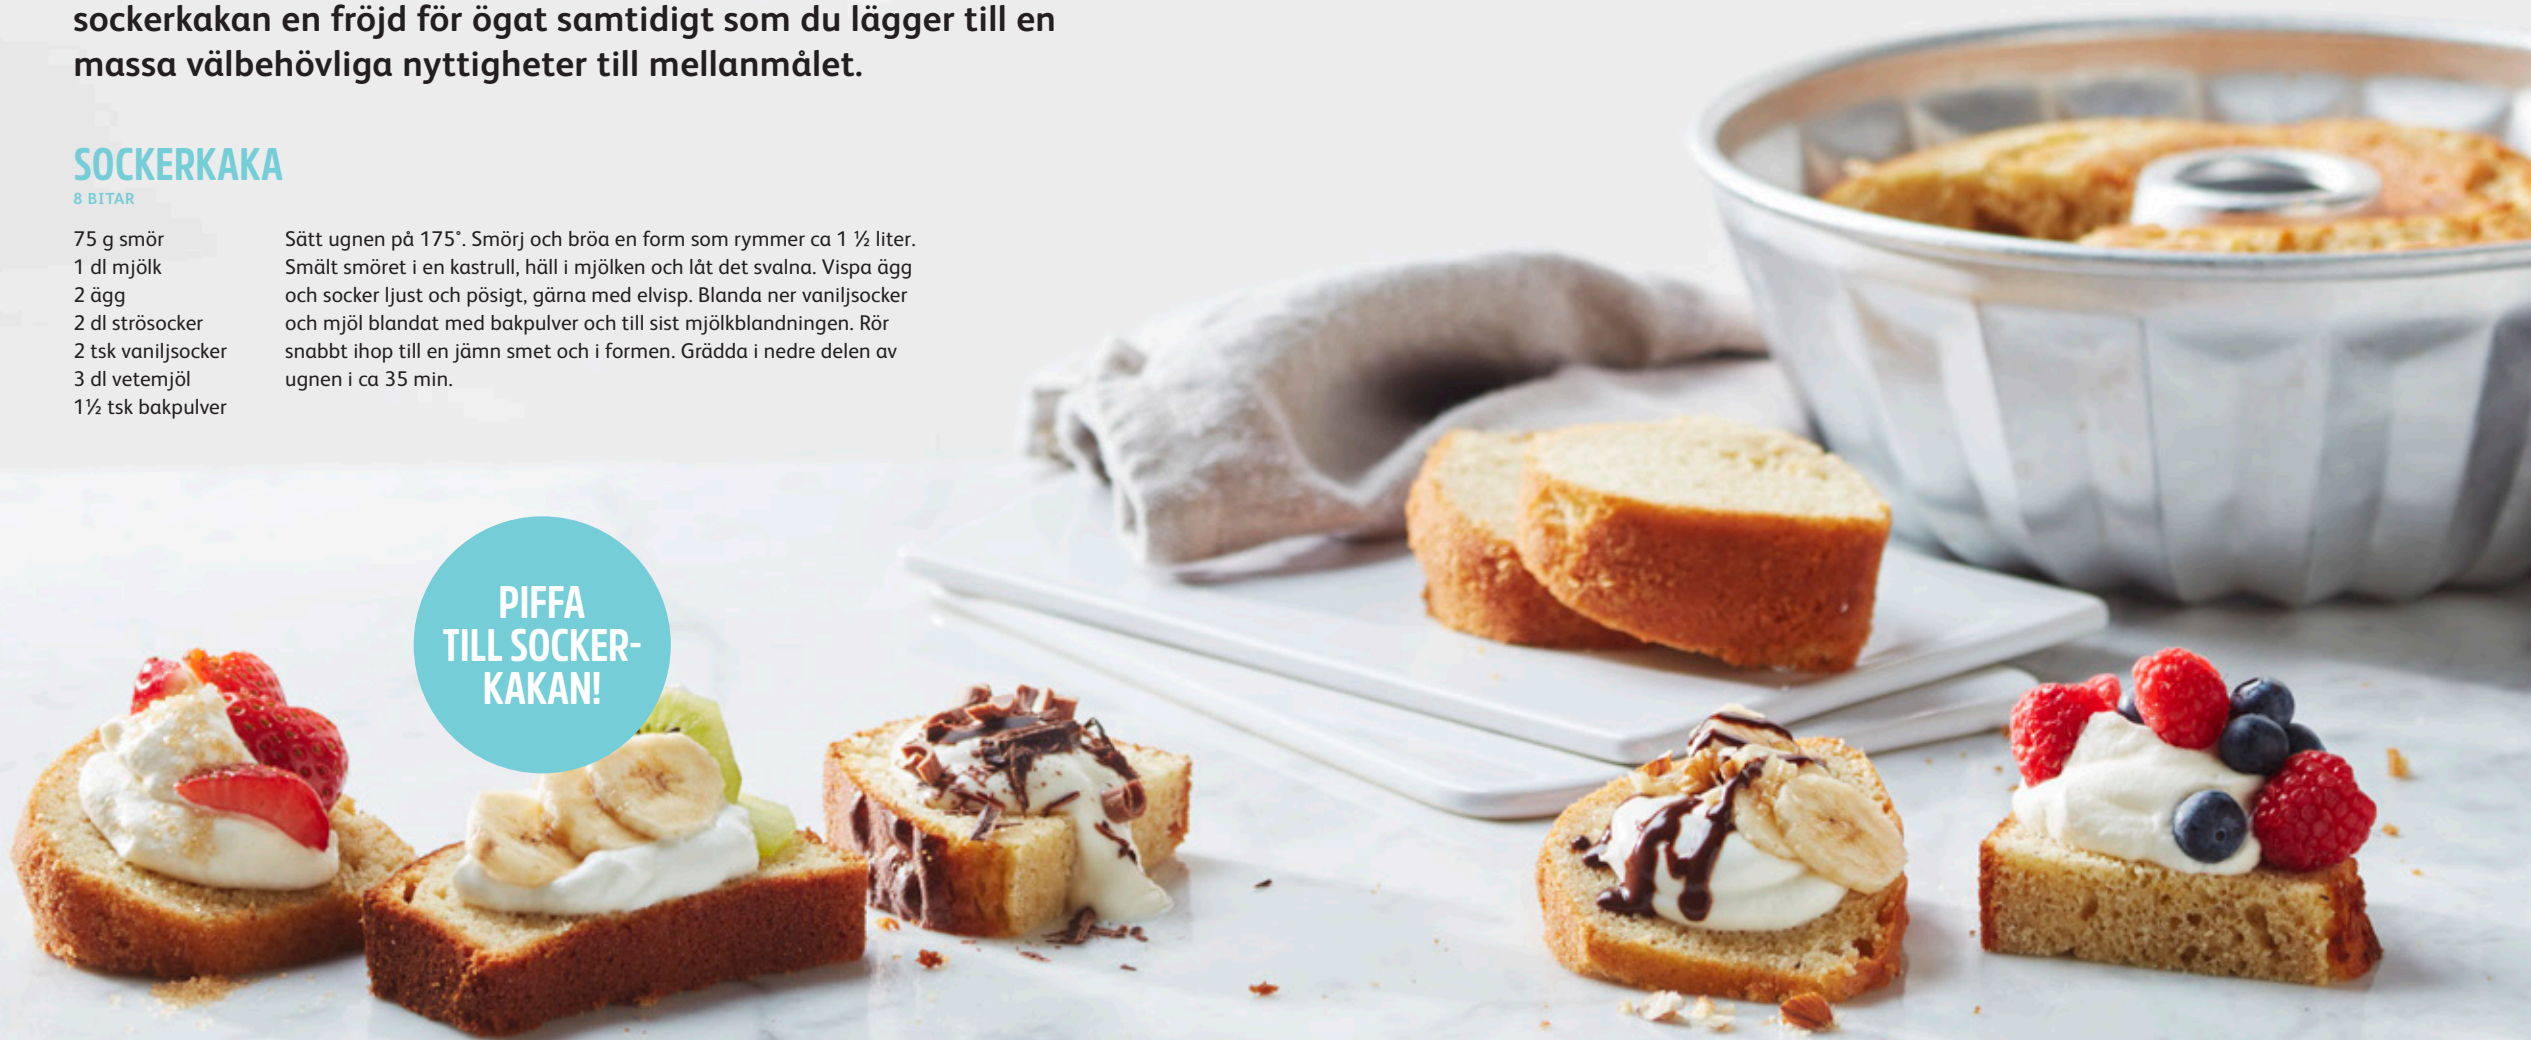 sockerkakan en fröjd för ögat samtidigt som du lägger till en
massa välbehövliga nyttigheter till mellanmålet.
SOCKERKAKA
8 BITAR
75 g smör
1 dl mjölk
2 ägg
2 dl strösocker
2 tsk vaniljsocker
3 dl vetemjöl
1½ tsk bakpulver
Sätt ugnen på 175°. Smörj och bröa en form som rymmer ca 1 ½ liter.
Smält smöret i en kastrull, häll i mjölken och låt det svalna. Vispa ägg
och socker ljust och pösigt, gärna med elvisp. Blanda ner vaniljsocker
och mjöl blandat med bakpulver och till sist mjölkblandningen. Rör
snabbt ihop till en jämn smet och i formen. Grädda i nedre delen av
ugnen i ca 35 min.
PIFFA
TILL SOCKER-
KAKAN!